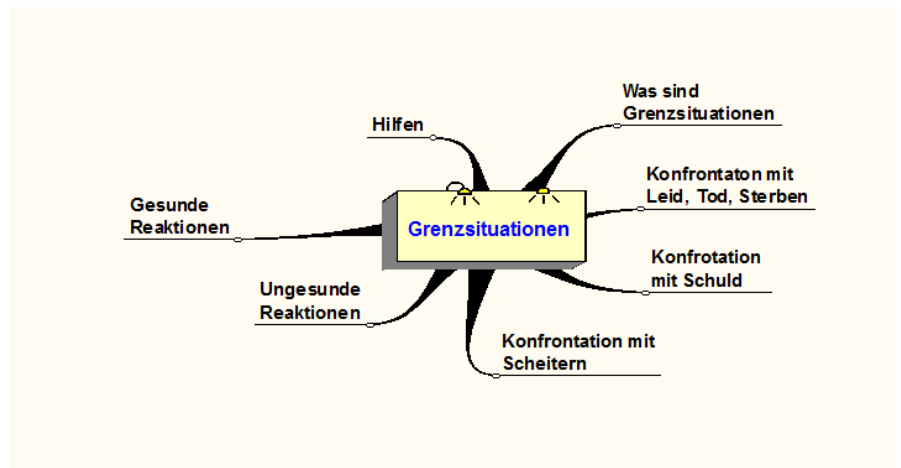 Was sind
Grenzsituationen
Hilfen
Konfrontaton mit
Leid, Tod, Sterben
Gesunde
Reaktionen
Grenzsituationen
Konfrotation
mit Schuld
Ungesunde
Reaktionen
Konfrontation mit
Scheitern